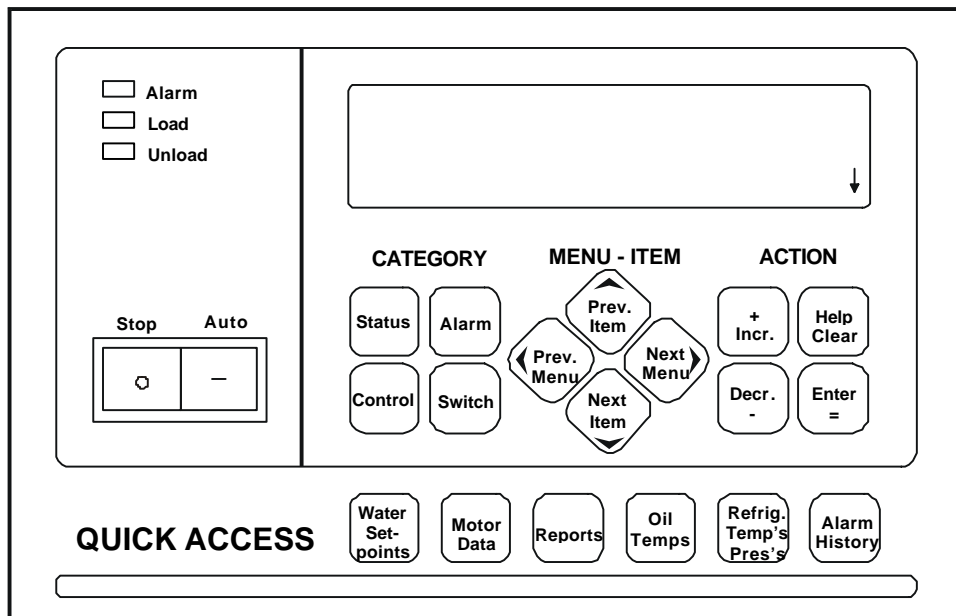 Alarm
Load
Unload
Stop Auto
CATEGORY
Status
Alarm
Control
Switch
MENU - ITEM
Prev.
Item
Prev.
Menu
Next
Menu
Next
Item
ACTION
+
Incr.
Help
Clear
Decr.
-
Enter
=
QUICK ACCESS
Water
Set-
points
Motor
Data
Reports
Oil
Temps
Refrig.
Temp's
Pres's
Alarm
History